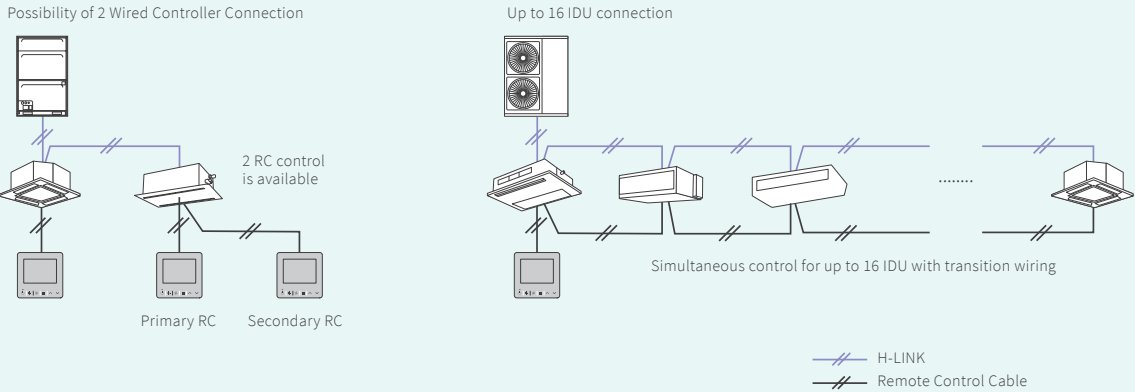 Possibility of 2 Wired Controller Connection
2 RC control
is available
Primary RC
Secondary RC
Up to 16 IDU connection
........
Simultaneous control for up to 16 IDU with transition wiring
H-LINK
Remote Control Cable